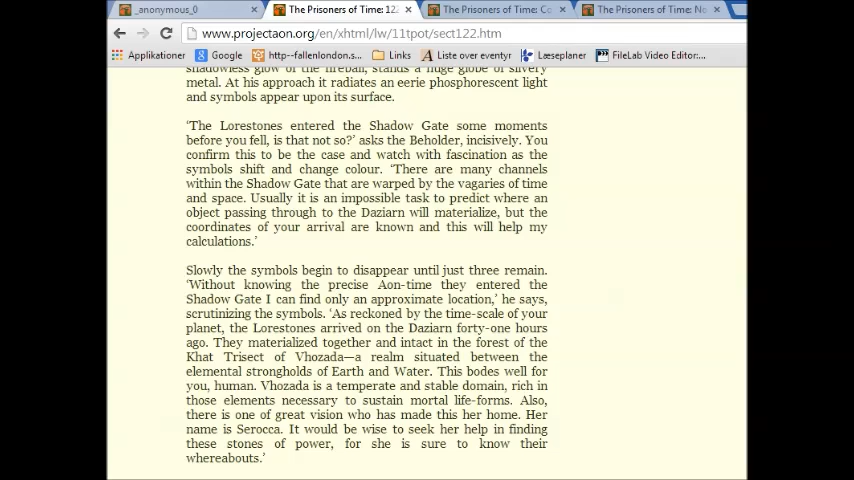 _anonymous_0
The Prisoners of Time: 122
The Prisoners of Time: Co
The Prisoners of Time: No
www.projectaon.org/en/xhtml/lw/11tpot/sect122.htm
Applikationer Google http--fallenlondon.s... Links Liste over eventyr Læseplaner FileLab Video Editor:...
shadowless glow of the fireball, stands a huge globe of silvery
metal. At his approach it radiates an eerie phosphorescent light
and symbols appear upon its surface.
‘The Lorestones entered the Shadow Gate some moments
before you fell, is that not so?’ asks the Beholder, incisively. You
confirm this to be the case and watch with fascination as the
symbols shift and change colour. ‘There are many channels
within the Shadow Gate that are warped by the vagaries of time
and space. Usually it is an impossible task to predict where an
object passing through to the Daziarn will materialize, but the
coordinates of your arrival are known and this will help my
calculations.’
Slowly the symbols begin to disappear until just three remain.
‘Without knowing the precise Aon-time they entered the
Shadow Gate I can find only an approximate location,’ he says,
scrutinizing the symbols. ‘As reckoned by the time-scale of your
planet, the Lorestones arrived on the Daziarn forty-one hours
ago. They materialized together and intact in the forest of the
Khat Trisect of Vhozada—a realm situated between the
elemental strongholds of Earth and Water. This bodes well for
you, human. Vhozada is a temperate and stable domain, rich in
those elements necessary to sustain mortal life-forms. Also,
there is one of great vision who has made this her home. Her
name is Serocca. It would be wise to seek her help in finding
these stones of power, for she is sure to know their
whereabouts.’